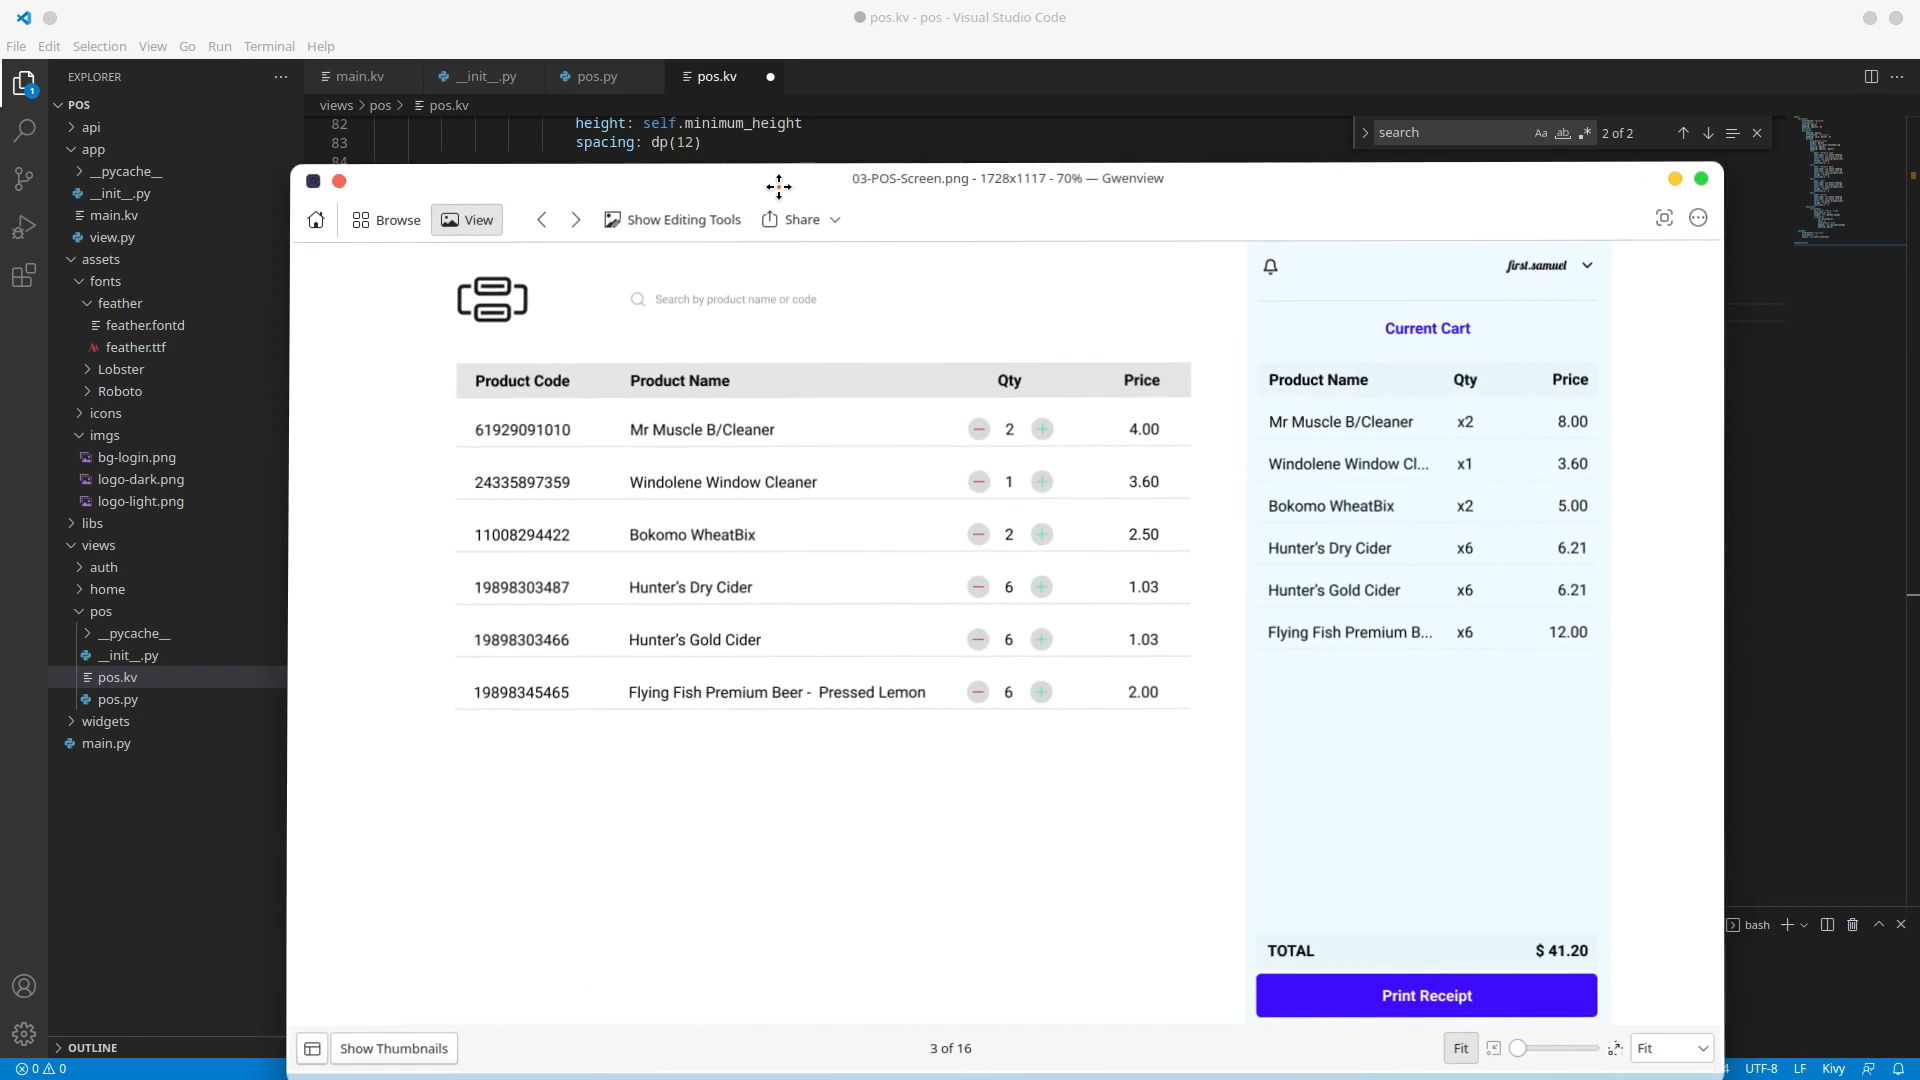 pos.kv - pos - Visual Studio Code
File Edit Selection View Go Run Terminal Help
EXPLORER
1
POS
api
app
__pycache__
__init__.py
main.kv
view.py
assets
fonts
feather
feather.fontd
feather.ttf
Lobster
Roboto
icons
imgs
bg-login.png
logo-dark.png
logo-light.png
libs
views
auth
home
pos
__pycache__
__init__.py
pos.kv
pos.py
widgets
main.py
OUTLINE
main.kv __init__.py pos.py pos.kv
views > pos > pos.kv
82 height: self.minimum_height
83 spacing: dp(12)
84
search Aa ab 2 of 2
03-POS-Screen.png - 1728x1117 - 70% — Gwenview
Browse View Show Editing Tools Share
Search by product name or code
first.samuel
Current Cart
Product Code Product Name Qty Price
61929091010 Mr Muscle B/Cleaner 2 4.00
24335897359 Windolene Window Cleaner 1 3.60
11008294422 Bokomo WheatBix 2 2.50
19898303487 Hunter's Dry Cider 6 1.03
19898303466 Hunter's Gold Cider 6 1.03
19898345465 Flying Fish Premium Beer - Pressed Lemon 6 2.00
Product Name Qty Price
Mr Muscle B/Cleaner x2 8.00
Windolene Window Cl... x1 3.60
Bokomo WheatBix x2 5.00
Hunter's Dry Cider x6 6.21
Hunter's Gold Cider x6 6.21
Flying Fish Premium B... x6 12.00
TOTAL $ 41.20
Print Receipt
Show Thumbnails 3 of 16 Fit Fit
bash
0 0
4 UTF-8 LF Kivy